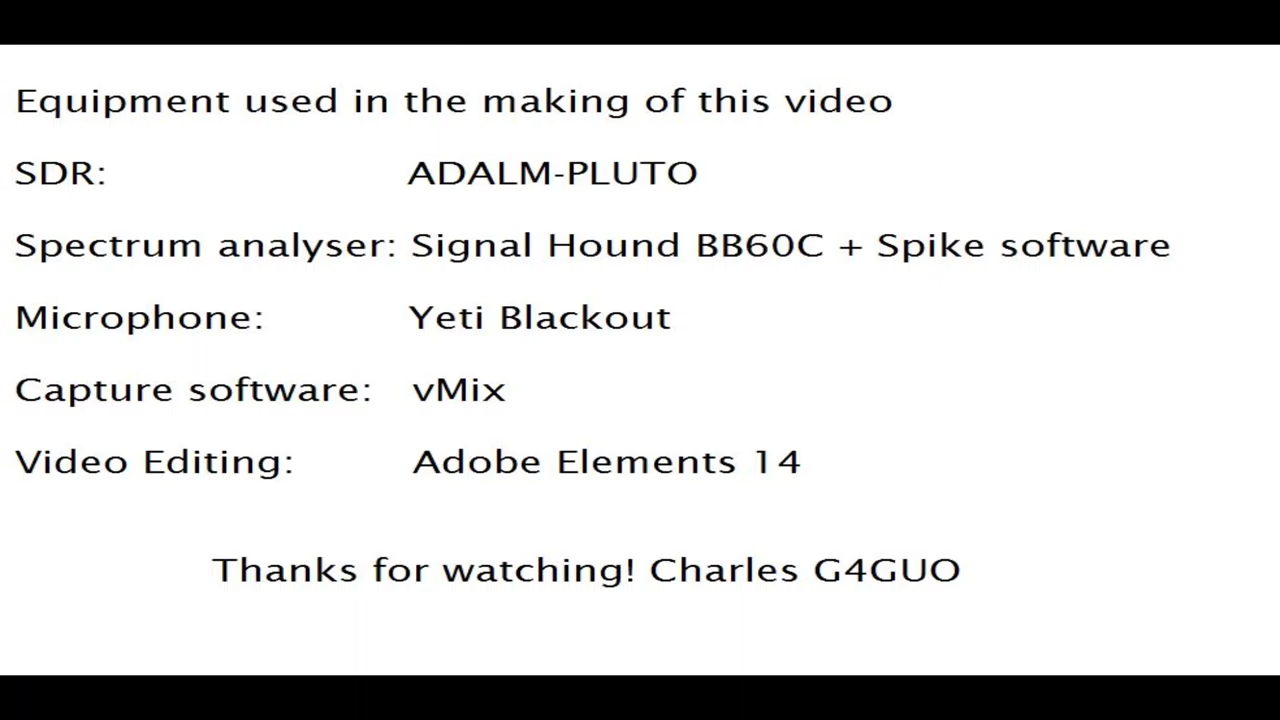 Equipment used in the making of this video
SDR: ADALM-PLUTO
Spectrum analyser: Signal Hound BB60C + Spike software
Microphone: Yeti Blackout
Capture software: vMix
Video Editing: Adobe Elements 14
Thanks for watching! Charles G4GUO